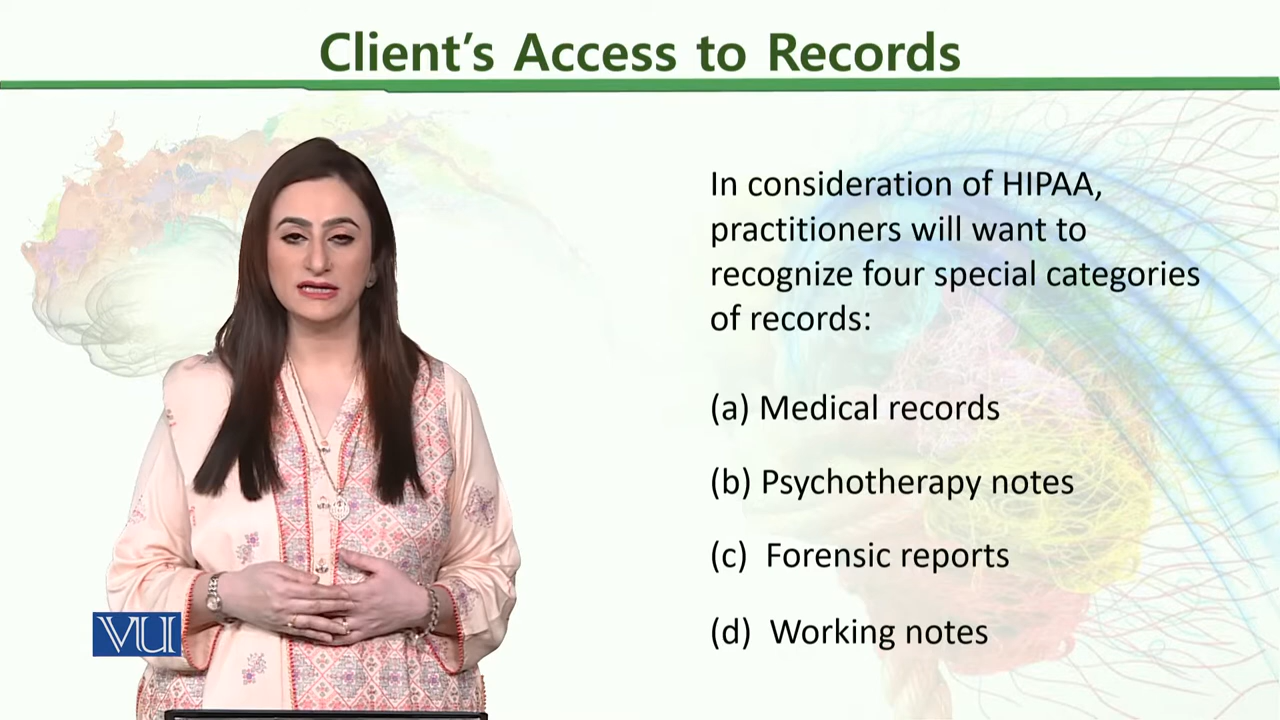 Client's Access to Records
In consideration of HIPAA,
practitioners will want to
recognize four special categories
of records:
(a) Medical records
(b) Psychotherapy notes
(c) Forensic reports
(d) Working notes
VU